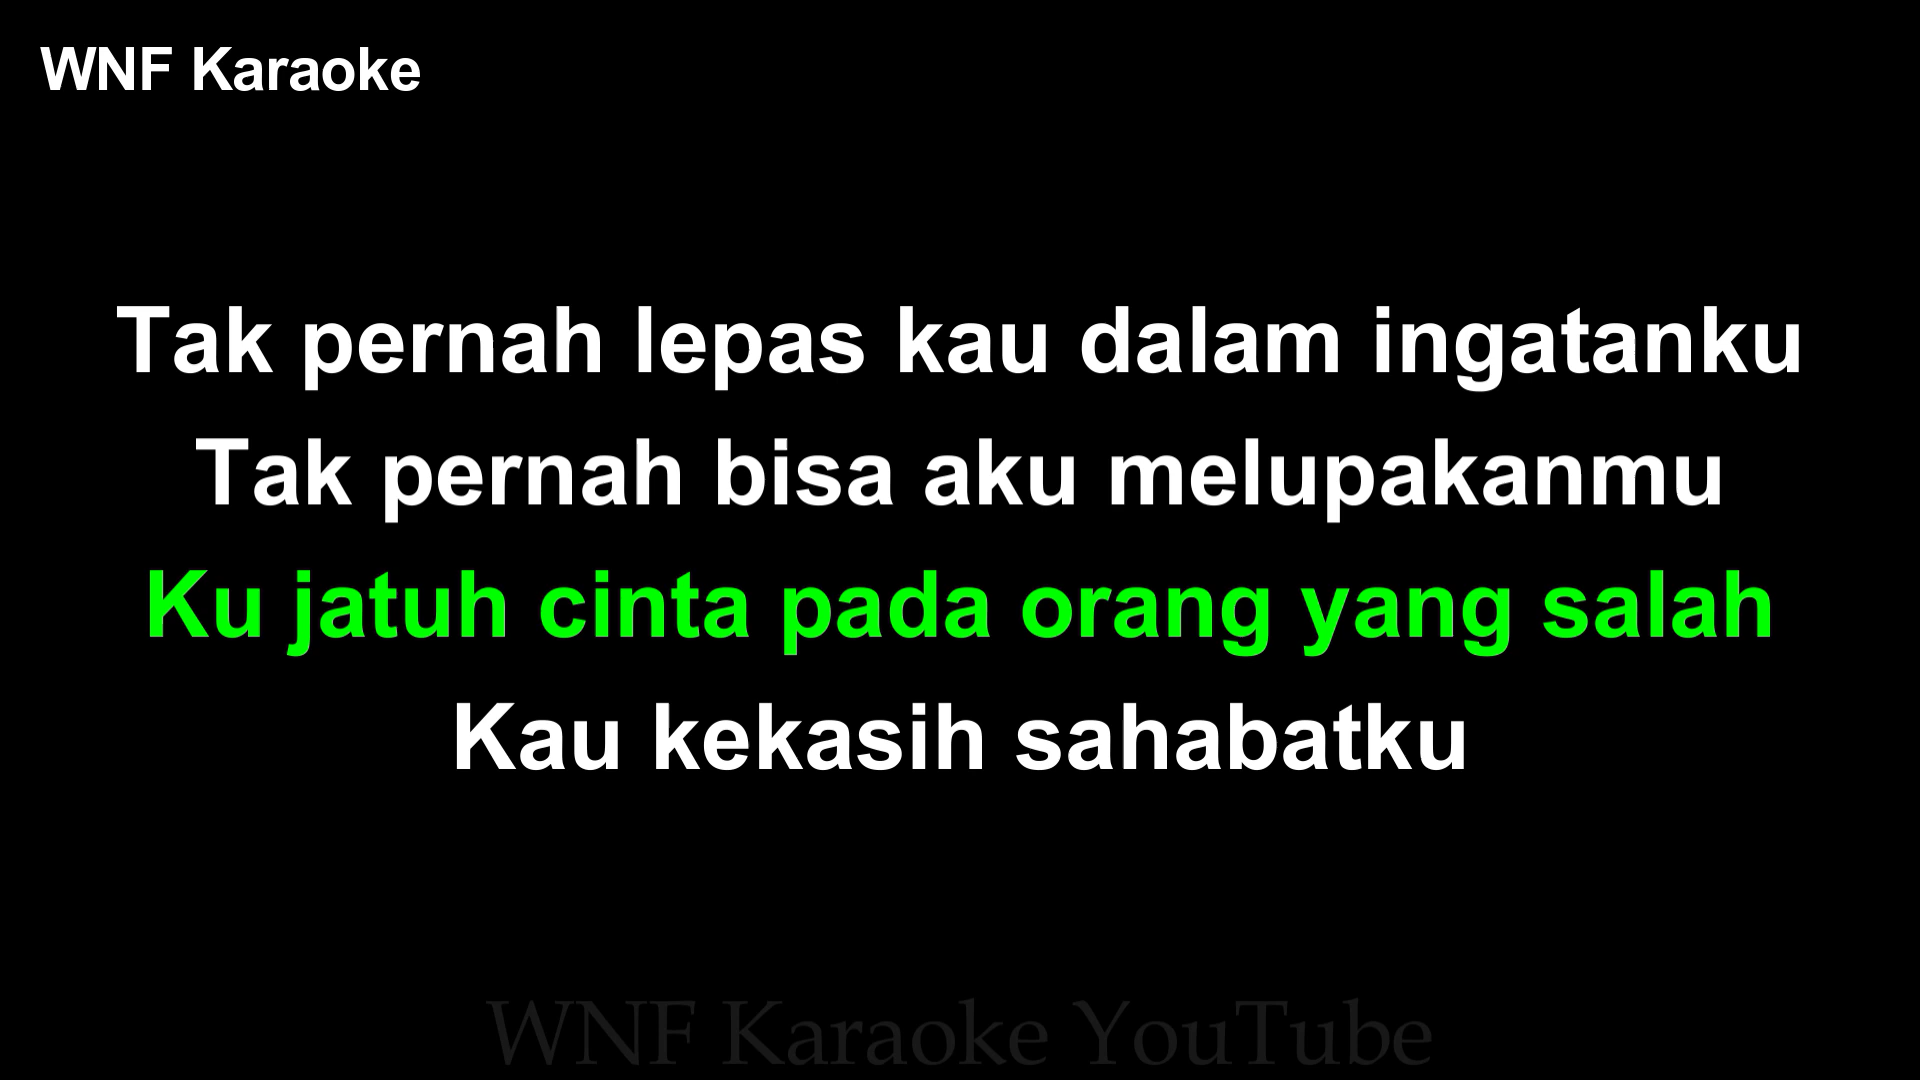 WNF Karaoke
Tak pernah lepas kau dalam ingatanku
Tak pernah bisa aku melupakanmu
Ku jatuh cinta pada orang yang salah
Kau kekasih sahabatku
WNF Karaoke YouTube